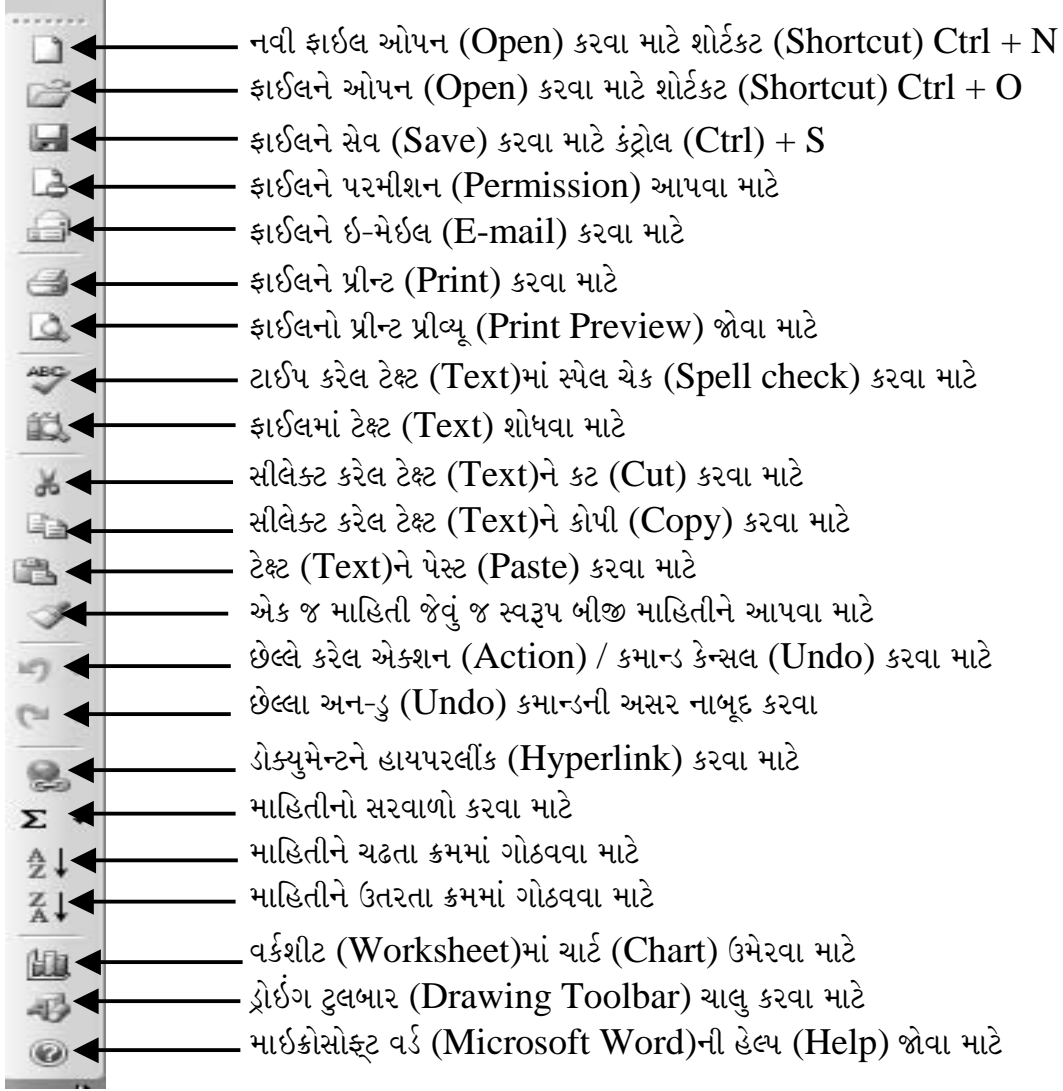 નવી ફાઇલ ઓપન (Open) કરવા માટે શોર્ટકટ (Shortcut) Ctrl + N
ફાઈલને ઓપન (Open) કરવા માટે શોર્ટકટ (Shortcut) Ctrl + O
ફાઈલને સેવ (Save) કરવા માટે કંટ્રોલ (Ctrl) + S
ફાઈલને પરમીશન (Permission) આપવા માટે
ફાઈલને ઇ-મેઇલ (E-mail) કરવા માટે
ફાઈલને પ્રીન્ટ (Print) કરવા માટે
ફાઈલનો પ્રીન્ટ પ્રીવ્યૂ (Print Preview) જોવા માટે
ABC ટાઈપ કરેલ ટેક્ષ્ટ (Text)માં સ્પેલ ચેક (Spell check) કરવા માટે
ફાઈલમાં ટેક્ષ્ટ (Text) શોધવા માટે
સીલેક્ટ કરેલ ટેક્ષ્ટ (Text)ને કટ (Cut) કરવા માટે
સીલેક્ટ કરેલ ટેક્ષ્ટ (Text)ને કોપી (Copy) કરવા માટે
ટેક્ષ્ટ (Text)ને પેસ્ટ (Paste) કરવા માટે
એક જ માહિતી જેવું જ સ્વરૂપ બીજી માહિતીને આપવા માટે
છેલ્લે કરેલ એક્શન (Action) / કમાન્ડ કેન્સલ (Undo) કરવા માટે
છેલ્લા અન-ડુ (Undo) કમાન્ડની અસર નાબૂદ કરવા
ડોક્યુમેન્ટને હાયપરલીંક (Hyperlink) કરવા માટે
Σ માહિતીનો સરવાળો કરવા માટે
A Z માહિતીને ચઢતા ક્રમમાં ગોઠવવા માટે
Z A માહિતીને ઉતરતા ક્રમમાં ગોઠવવા માટે
વર્કશીટ (Worksheet)માં ચાર્ટ (Chart) ઉમેરવા માટે
ડ્રોઇંગ ટુલબાર (Drawing Toolbar) ચાલુ કરવા માટે
માઇક્રોસોફ્ટ વર્ડ (Microsoft Word)ની હેલ્પ (Help) જોવા માટે